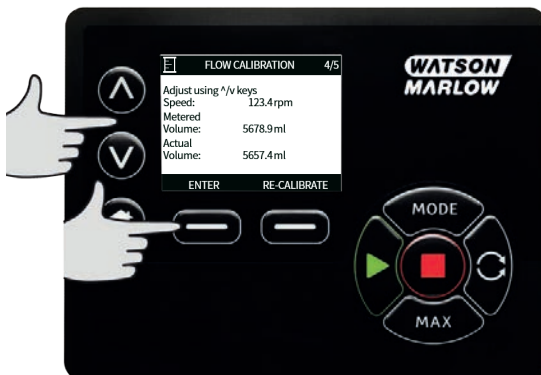 FLOW CALIBRATION 4/5
Adjust using ^/v keys
Speed: 123.4 rpm
Metered
Volume: 5678.9 ml
Actual
Volume: 5657.4 ml
ENTER RE-CALIBRATE
WATSON
MARLOW
MODE
MAX